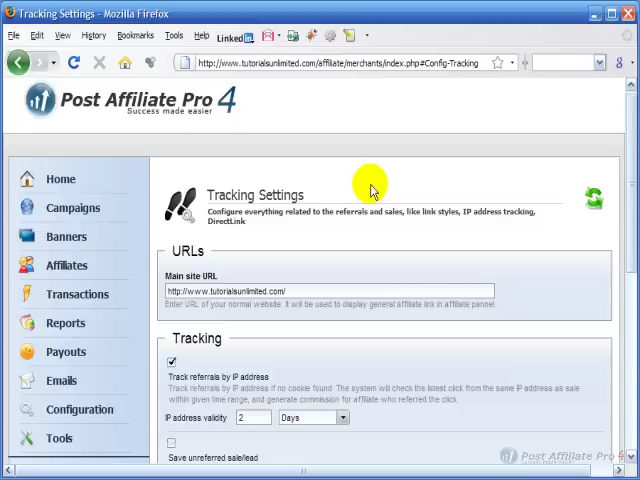 Tracking Settings - Mozilla Firefox
File Edit View History Bookmarks Tools Help Linked in
http://www.tutorialsunlimited.com/affiliate/merchants/index.php#Config-Tracking
Post Affiliate Pro 4
Success made easier
Home
Campaigns
Banners
Affiliates
Transactions
Reports
Payouts
Emails
Configuration
Tools
Tracking Settings
Configure everything related to the referrals and sales, like link styles, IP address tracking,
DirectLink
URLs
Main site URL
http://www.tutorialsunlimited.com/
Enter URL of your normal website. It will be used to display general affiliate link in affiliate pannel.
Tracking
Track referrals by IP address
Track referrals by IP address if no cookie found. The system will check the latest click from the same IP address as sale
within given time range, and generate commission for affiliate who referred the click.
IP address validity 2 Days
Save unreferred sale/lead
Post Affiliate Pro 4